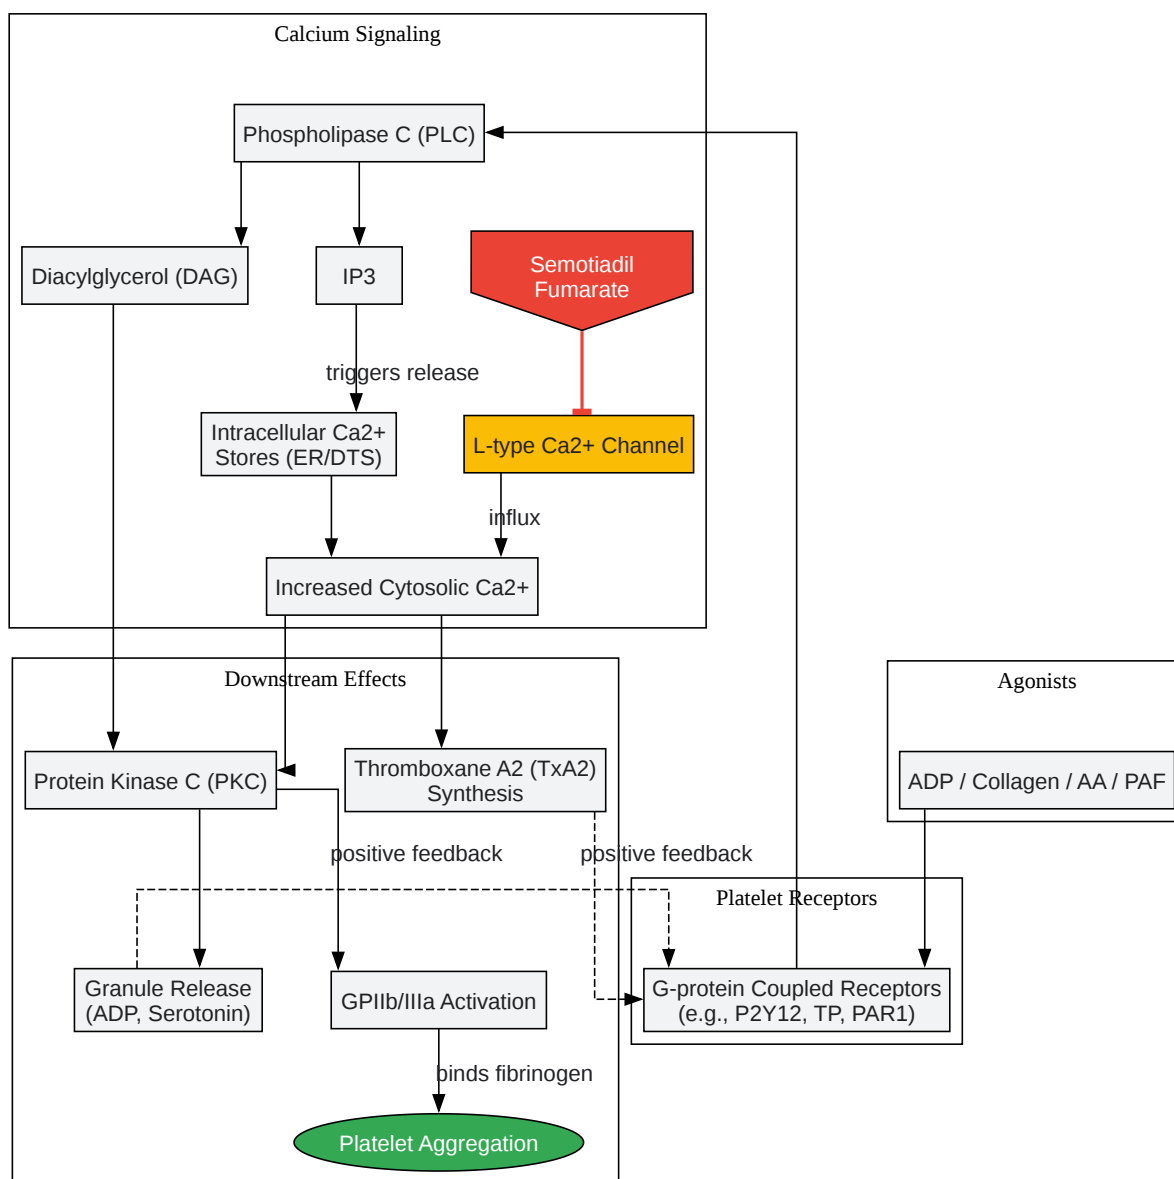 Calcium Signaling
Phospholipase C (PLC)
Diacylglycerol (DAG)
IP3
Semotiadil
Fumarate
triggers release
Intracellular Ca2+
Stores (ER/DTS)
L-type Ca2+ Channel
influx
Increased Cytosolic Ca2+
Downstream Effects
Agonists
Protein Kinase C (PKC)
Thromboxane A2 (TxA2)
Synthesis
ADP / Collagen / AA / PAF
positive feedback
positive feedback
Platelet Receptors
Granule Release
(ADP, Serotonin)
GPIIb/IIIa Activation
G-protein Coupled Receptors
(e.g., P2Y12, TP, PAR1)
binds fibrinogen
Platelet Aggregation